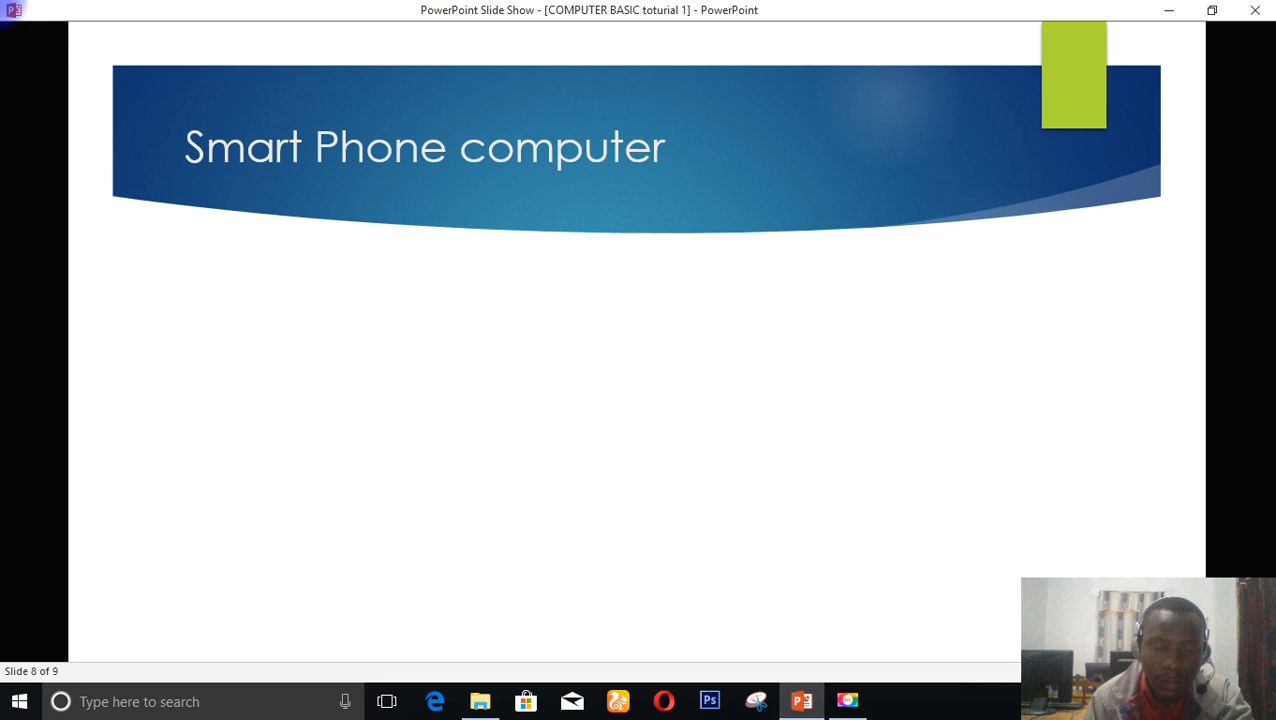 PowerPoint Slide Show - [COMPUTER BASIC toturial 1] - PowerPoint
Smart Phone computer
Slide 8 of 9
Type here to search
Ps